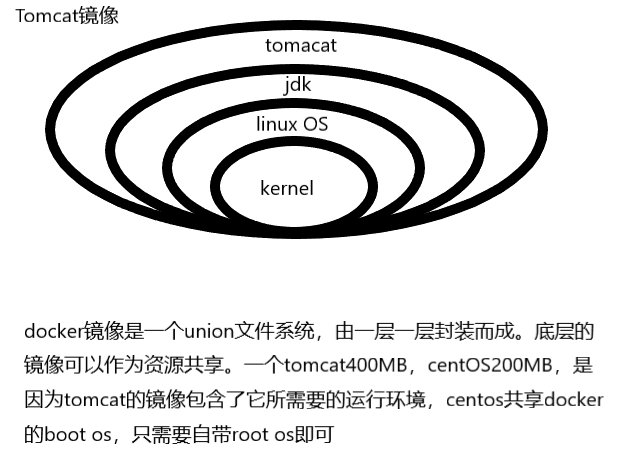 Tomcat镜像
tomacat
jdk
linux OS
kernel
docker镜像是一个union文件系统，由一层一层封装而成。底层的
镜像可以作为资源共享。一个tomcat400MB，centOS200MB，是
因为tomcat的镜像包含了它所需要的运行环境，centos共享docker
的boot os，只需要自带root os即可